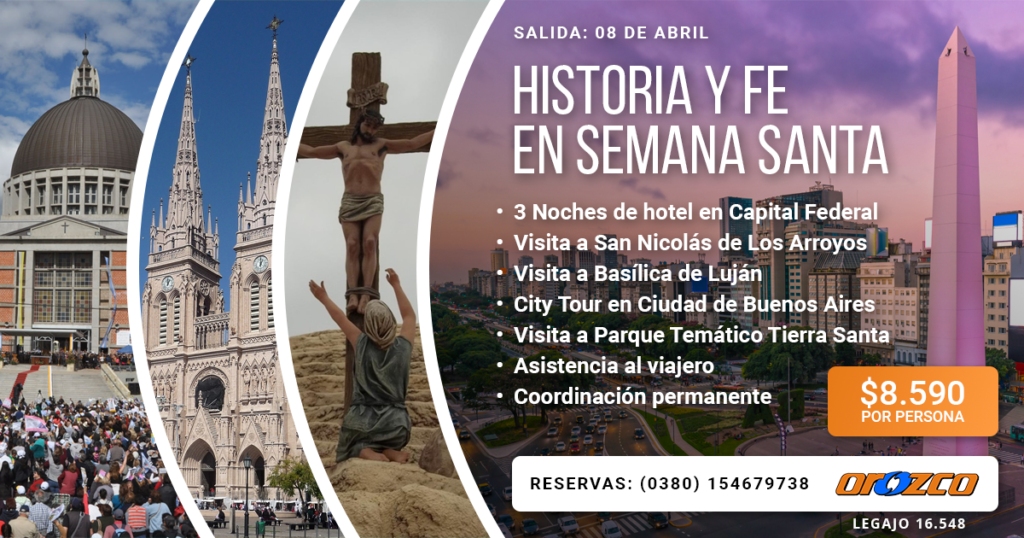 SALIDA: 08 DE ABRIL
HISTORIA Y FE
EN SEMANA SANTA
• 3 Noches de hotel en Capital Federal
• Visita a San Nicolás de Los Arroyos
• Visita a Basílica de Luján
• City Tour en Ciudad de Buenos Aires
• Visita a Parque Temático Tierra Santa
• Asistencia al viajero
• Coordinación permanente
$8.590
POR PERSONA
RESERVAS: (0380) 154679738
OROZCO
LEGAJO 16.548